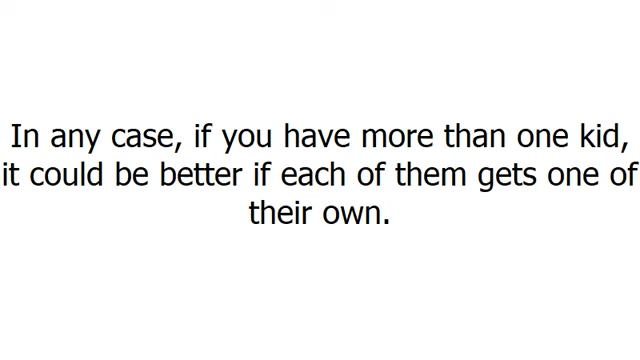 In any case, if you have more than one kid,
it could be better if each of them gets one of
their own.